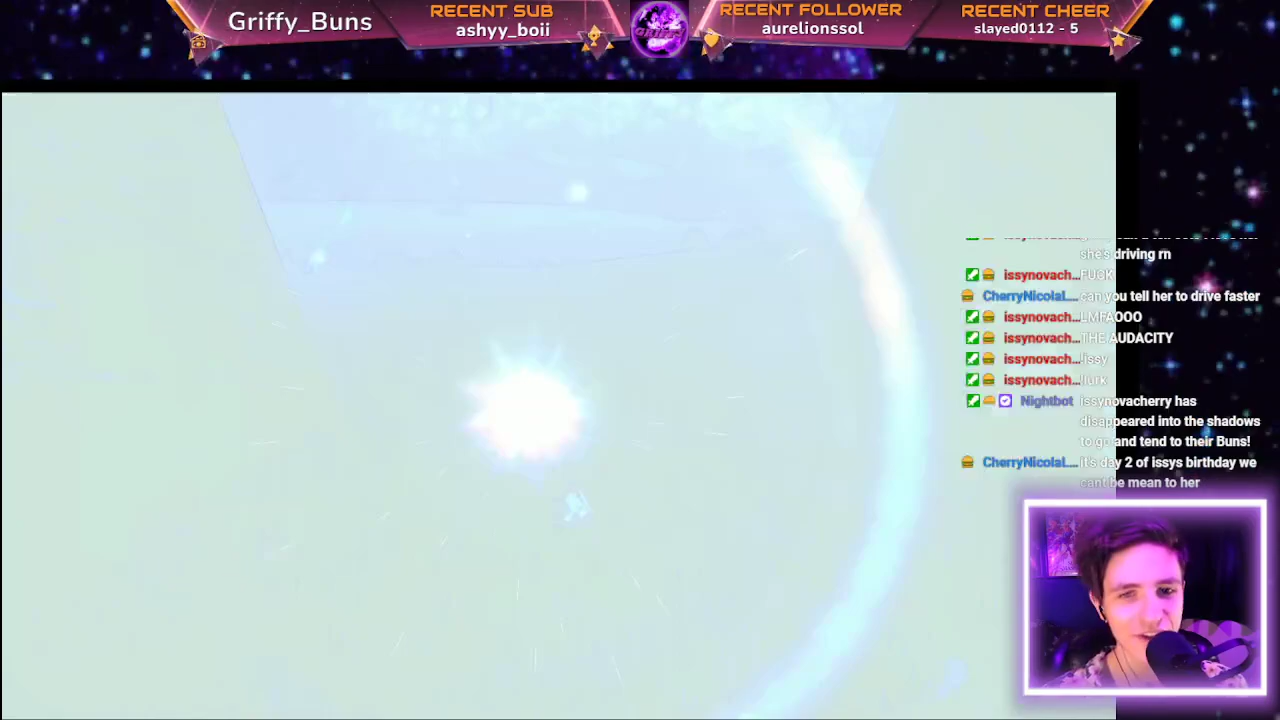 Griffy_Buns
RECENT SUB
ashyy_boii
GRIFFY
RECENT FOLLOWER
aurelionssol
RECENT CHEER
slayed0112 - 5
she's driving rn
issynovach... FUCK
CherryNicolaL... can you tell her to drive faster
issynovach... LMFAOOO
issynovach... THE AUDACITY
issynovach... !issy
issynovach... !lurk
Nightbot issynovacherry has
disappeared into the shadows
to go and tend to their Buns!
CherryNicolaL... it's day 2 of issys birthday we
cant be mean to her